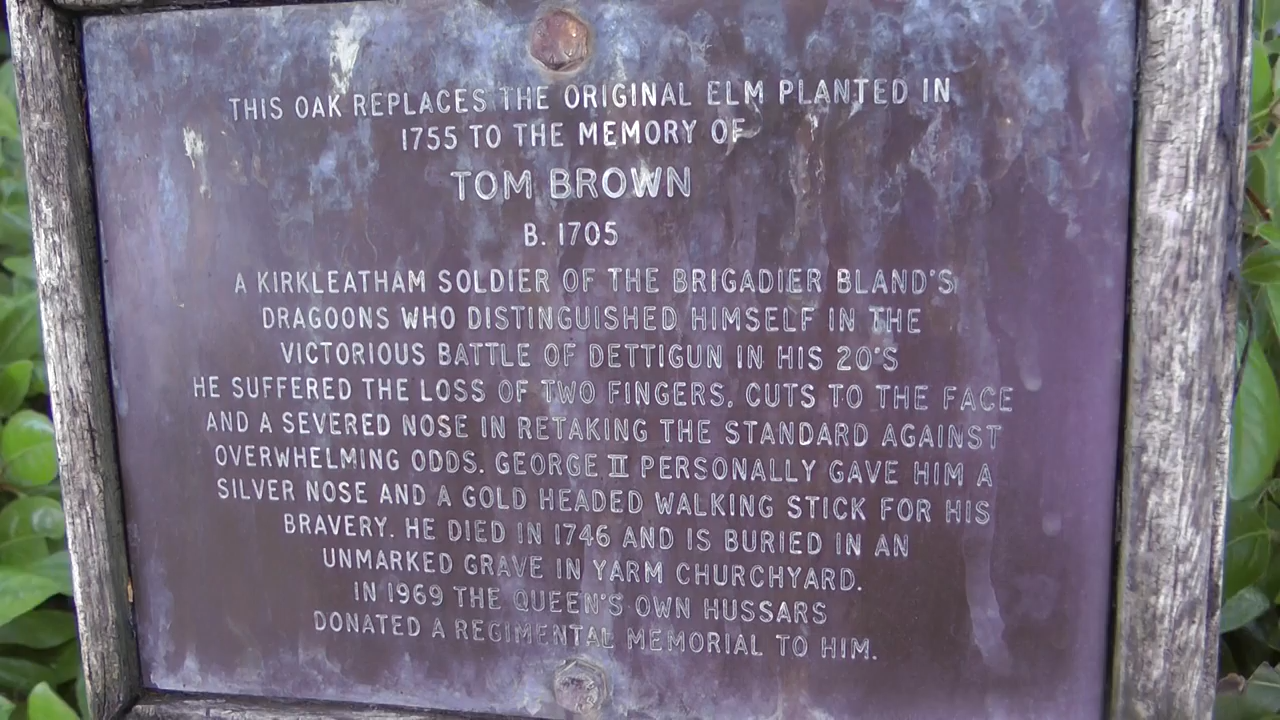 THIS OAK REPLACES THE ORIGINAL ELM PLANTED IN
1755 TO THE MEMORY OF
TOM BROWN
B. 1705
A KIRKLEATHAM SOLDIER OF THE BRIGADIER BLAND'S
DRAGOONS WHO DISTINGUISHED HIMSELF IN THE
VICTORIOUS BATTLE OF DETTIGUN IN HIS 20'S
HE SUFFERED THE LOSS OF TWO FINGERS, CUTS TO THE FACE
AND A SEVERED NOSE IN RETAKING THE STANDARD AGAINST
OVERWHELMING ODDS. GEORGE II PERSONALLY GAVE HIM A
SILVER NOSE AND A GOLD HEADED WALKING STICK FOR HIS
BRAVERY. HE DIED IN 1746 AND IS BURIED IN AN
UNMARKED GRAVE IN YARM CHURCHYARD.
IN 1969 THE QUEEN'S OWN HUSSARS
DONATED A REGIMENTAL MEMORIAL TO HIM.